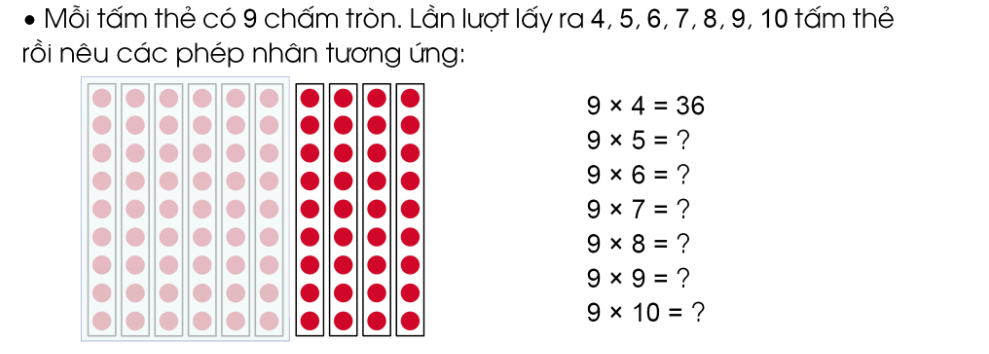 • Mỗi tấm thẻ có 9 chấm tròn. Lần lượt lấy ra 4, 5, 6, 7, 8, 9, 10 tấm thẻ
rồi nêu các phép nhân tương ứng:
9 × 4 = 36
9 × 5 = ?
9 × 6 = ?
9 × 7 = ?
9 × 8 = ?
9 × 9 = ?
9 × 10 = ?